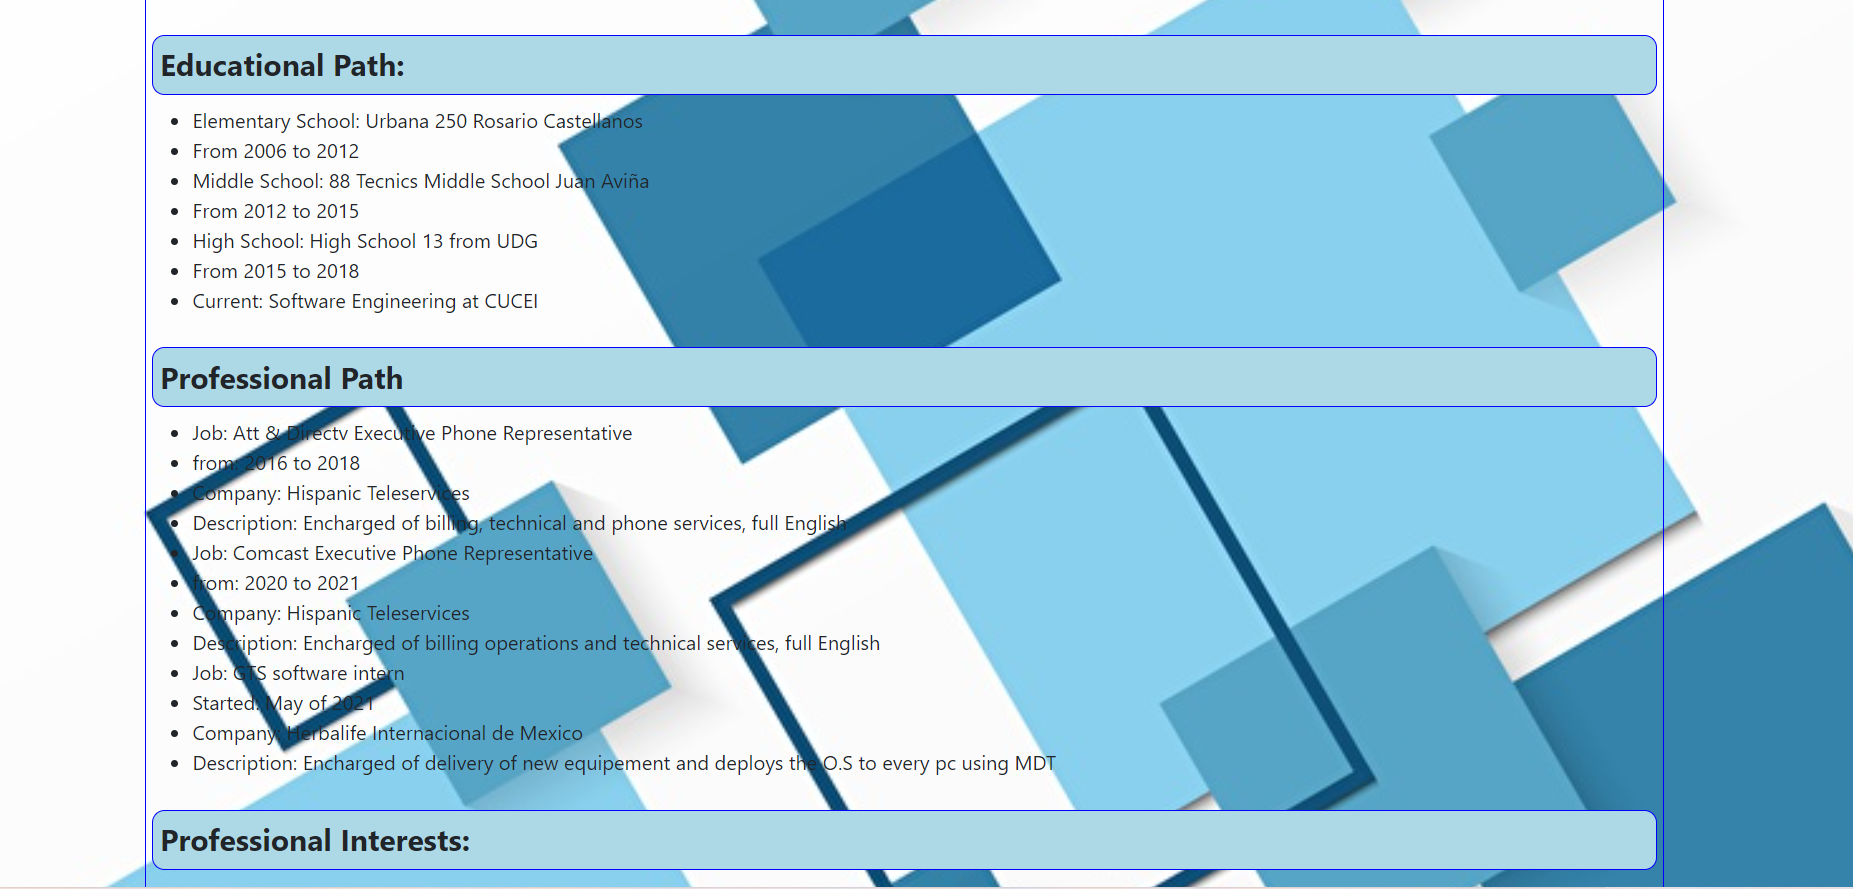 Educational Path:
Elementary School: Urbana 250 Rosario Castellanos
From 2006 to 2012
Middle School: 88 Tecnics Middle School Juan Aviña
From 2012 to 2015
High School: High School 13 from UDG
From 2015 to 2018
Current: Software Engineering at CUCEI
Professional Path
Job: Att & Directv Executive Phone Representative
from: 2016 to 2018
Company: Hispanic Teleservices
Description: Encharged of billing, technical and phone services, full English
Job: Comcast Executive Phone Representative
from: 2020 to 2021
Company: Hispanic Teleservices
Description: Encharged of billing operations and technical services, full English
Job: GTS software intern
Started: May of 2021
Company: Herbalife Internacional de Mexico
Description: Encharged of delivery of new equipement and deploys the O.S to every pc using MDT
Professional Interests: